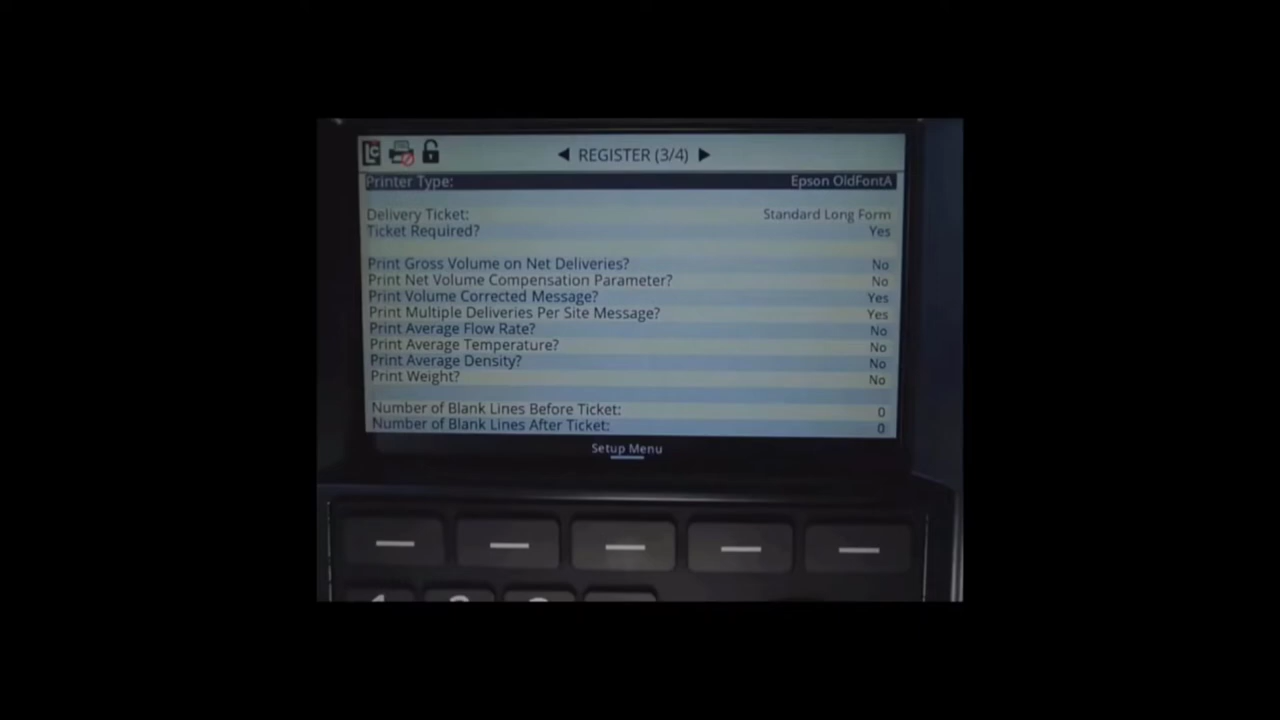 LC
REGISTER (3/4)
Printer Type: Epson OldFontA
Delivery Ticket: Standard Long Form
Ticket Required? Yes
Print Gross Volume on Net Deliveries? No
Print Net Volume Compensation Parameter? No
Print Volume Corrected Message? Yes
Print Multiple Deliveries Per Site Message? Yes
Print Average Flow Rate? No
Print Average Temperature? No
Print Average Density? No
Print Weight? No
Number of Blank Lines Before Ticket: 0
Number of Blank Lines After Ticket: 0
Setup Menu